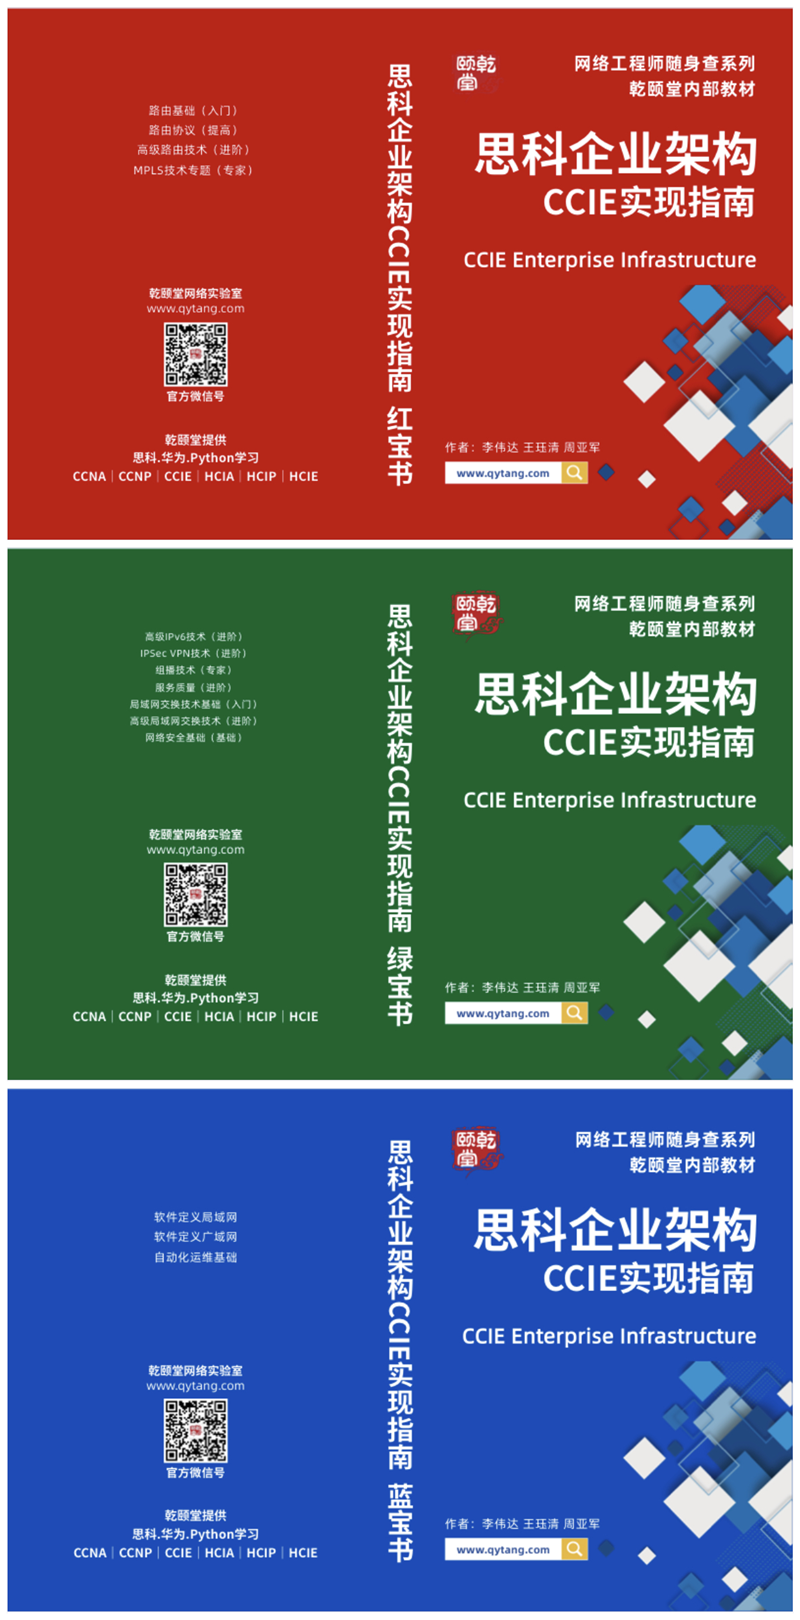 路由基础（入门）
路由协议（提高）
高级路由技术（进阶）
MPLS技术专题（专家）
乾颐堂网络实验室
www.qytang.com
官方微信号
乾颐堂提供
思科.华为.Python学习
CCNA｜CCNP｜CCIE｜HCIA｜HCIP｜HCIE
思科企业架构CCIE实现指南 红宝书
乾颐堂
网络工程师随身查系列
乾颐堂内部教材
思科企业架构
CCIE实现指南
CCIE Enterprise Infrastructure
作者：李伟达 王珏清 周亚军
www.qytang.com
高级IPv6技术（进阶）
IPSec VPN技术（进阶）
组播技术（专家）
服务质量（进阶）
局域网交换技术基础（入门）
高级局域网交换技术（进阶）
网络安全基础（基础）
乾颐堂网络实验室
www.qytang.com
官方微信号
乾颐堂提供
思科.华为.Python学习
CCNA｜CCNP｜CCIE｜HCIA｜HCIP｜HCIE
思科企业架构CCIE实现指南 绿宝书
乾颐堂
网络工程师随身查系列
乾颐堂内部教材
思科企业架构
CCIE实现指南
CCIE Enterprise Infrastructure
作者：李伟达 王珏清 周亚军
www.qytang.com
软件定义局域网
软件定义广域网
自动化运维基础
乾颐堂网络实验室
www.qytang.com
官方微信号
乾颐堂提供
思科.华为.Python学习
CCNA｜CCNP｜CCIE｜HCIA｜HCIP｜HCIE
思科企业架构CCIE实现指南 蓝宝书
乾颐堂
网络工程师随身查系列
乾颐堂内部教材
思科企业架构
CCIE实现指南
CCIE Enterprise Infrastructure
作者：李伟达 王珏清 周亚军
www.qytang.com